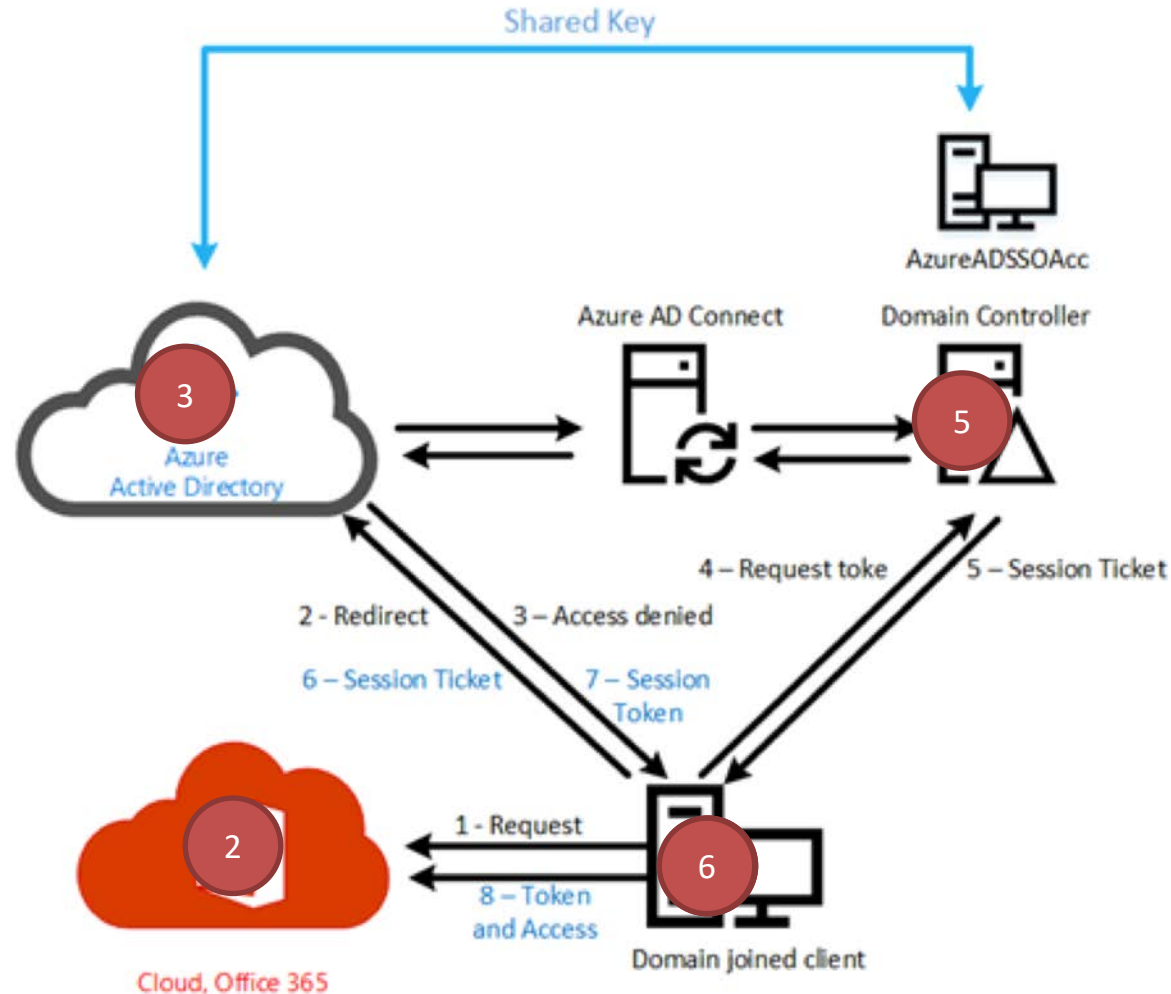 Shared Key
AzureADSSOAcc
Azure AD Connect
Domain Controller
3
5
Azure
Active Directory
4 – Request toke
5 – Session Ticket
2 - Redirect
3 – Access denied
6 – Session Ticket
7 – Session
Token
2
1 - Request
6
8 – Token
and Access
Domain joined client
Cloud, Office 365